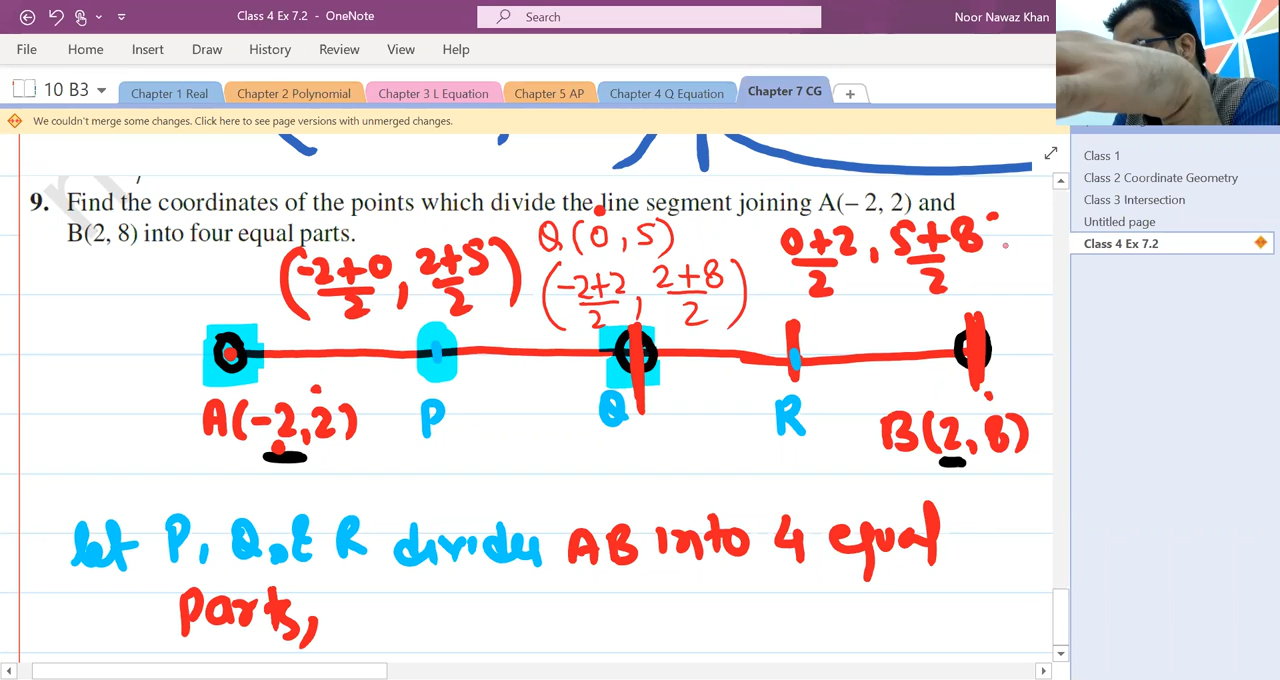 Class 4 Ex 7.2 - OneNote
Search
Noor Nawaz Khan
File Home Insert Draw History Review View Help
10 B3
Chapter 1 Real
Chapter 2 Polynomial
Chapter 3 L Equation
Chapter 5 AP
Chapter 4 Q Equation
Chapter 7 CG
We couldn't merge some changes. Click here to see page versions with unmerged changes.
Class 1
Class 2 Coordinate Geometry
Class 3 Intersection
Untitled page
Class 4 Ex 7.2
9. Find the coordinates of the points which divide the line segment joining A(– 2, 2) and
B(2, 8) into four equal parts.
Q(0, 5)
(-2+0/2, 2+5/2)
(-2+2/2, 2+8/2)
0+2/2, 5+8/2
A(-2, 2) P Q R B(2, 8)
let P, Q, & R divides AB into 4 equal
parts,